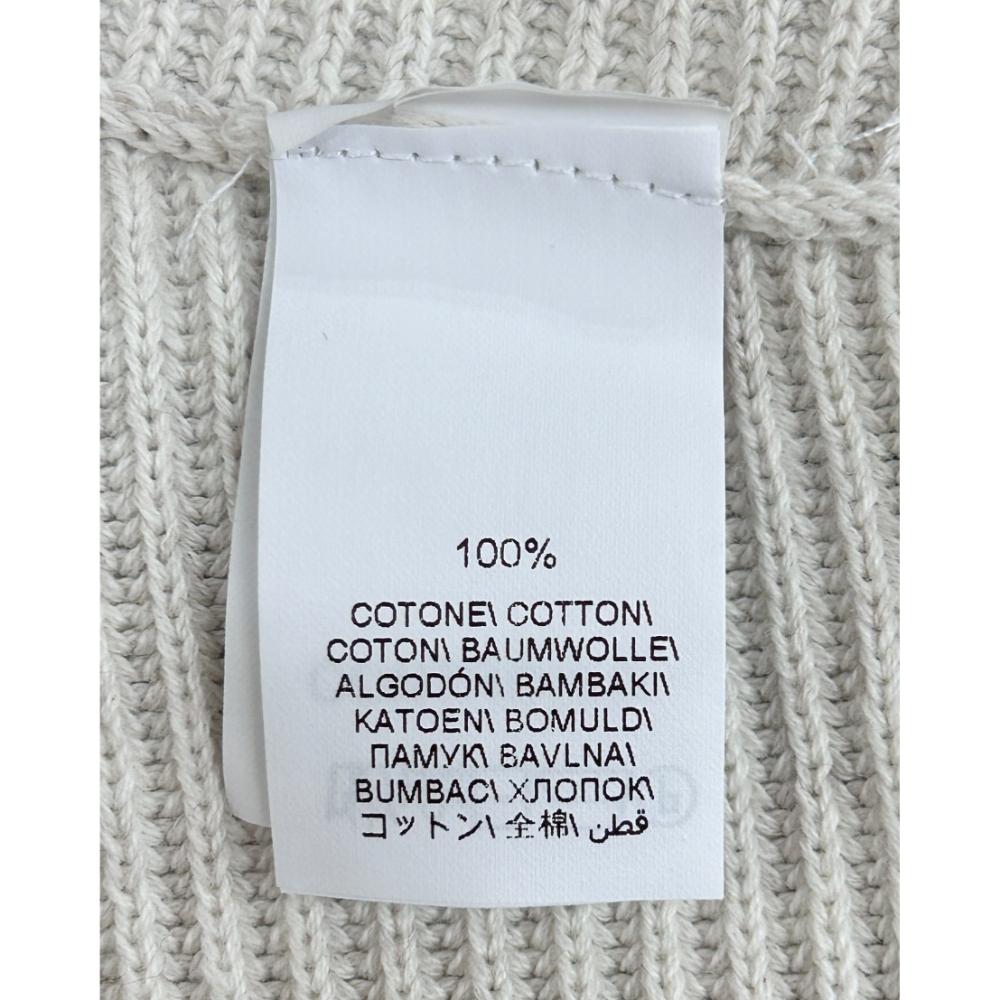 100%
COTONE\ COTTON\
COTON\ BAUMWOLLE\
ALGODÓN\ BAMBAKI\
KATOEN\ BOMULD\
ПАМУК\ BAVLNA\
BUMBAC\ ХЛОПОК\
コットン\ 全棉\ قطن